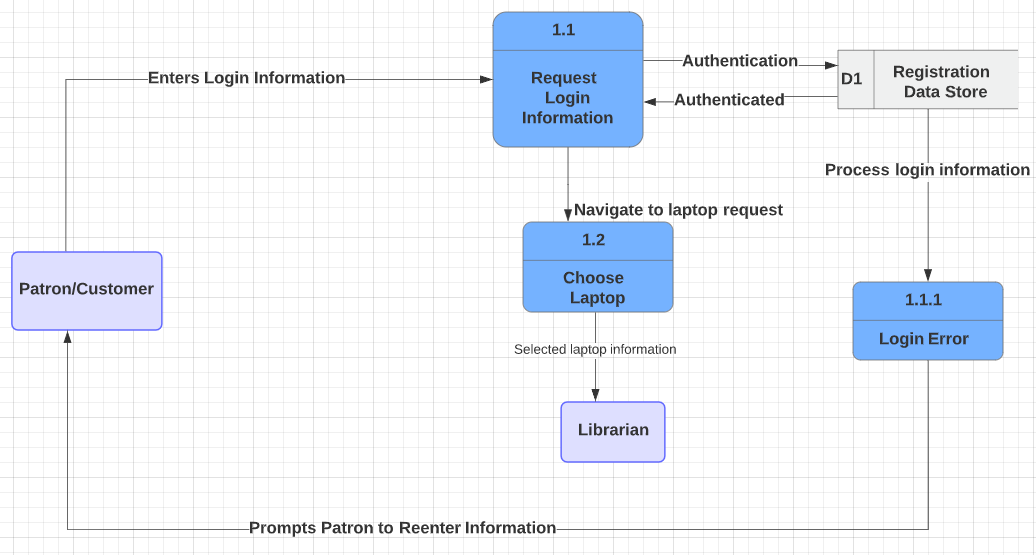 1.1
Request
Login
Information
Enters Login Information
Authentication
Authenticated
D1
Registration
Data Store
Process login information
Navigate to laptop request
1.2
Choose
Laptop
Patron/Customer
1.1.1
Login Error
Selected laptop information
Librarian
Prompts Patron to Reenter Information